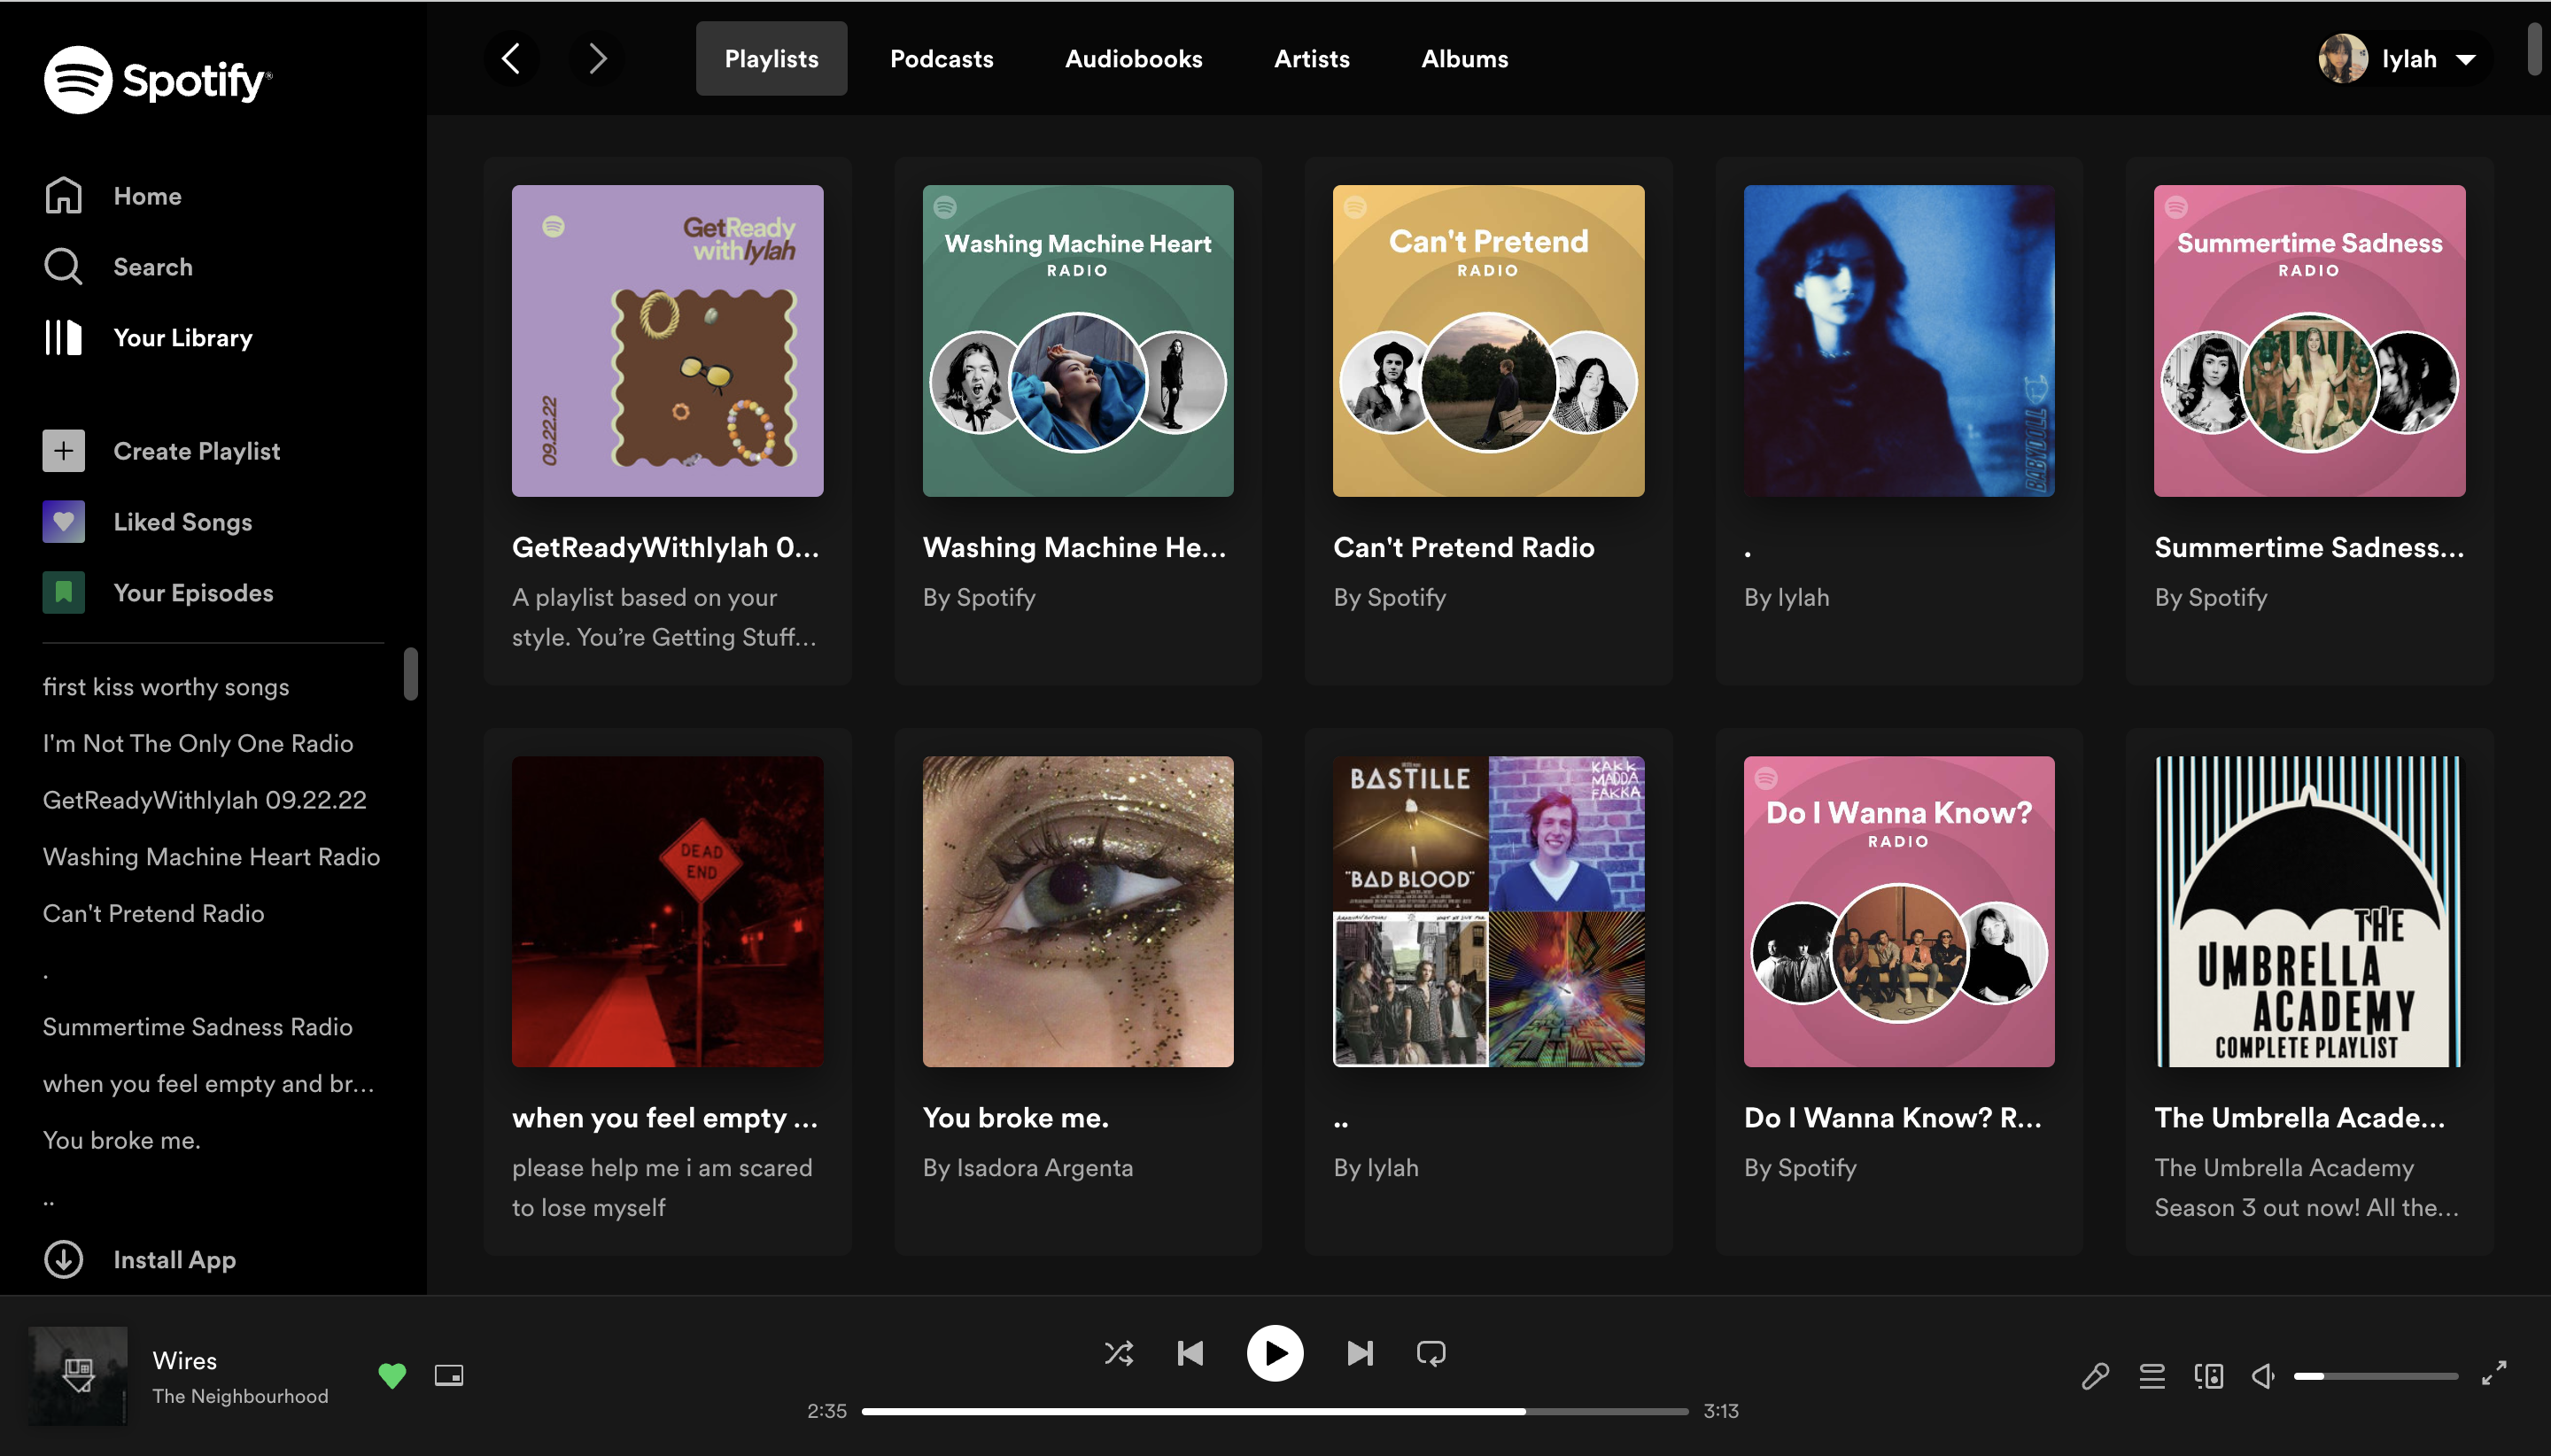 Spotify
Home
Search
Your Library
Create Playlist
Liked Songs
Your Episodes
first kiss worthy songs
I'm Not The Only One Radio
GetReadyWithlylah 09.22.22
Washing Machine Heart Radio
Can't Pretend Radio
.
Summertime Sadness Radio
when you feel empty and br...
You broke me.
..
Install App
Playlists
Podcasts
Audiobooks
Artists
Albums
lylah
GetReady
withlylah
09.22.22
GetReadyWithlylah 0...
A playlist based on your
style. You’re Getting Stuff...
Washing Machine Heart
RADIO
Washing Machine He...
By Spotify
Can't Pretend
RADIO
Can't Pretend Radio
By Spotify
BABYDOLL
.
By lylah
Summertime Sadness
RADIO
Summertime Sadness...
By Spotify
DEAD
END
when you feel empty ...
please help me i am scared
to lose myself
You broke me.
By Isadora Argenta
BASTILLE
"BAD BLOOD"
KAKK
MADDA
FAKKA
..
By lylah
Do I Wanna Know?
RADIO
Do I Wanna Know? R...
By Spotify
THE
UMBRELLA
ACADEMY
COMPLETE PLAYLIST
The Umbrella Acade...
The Umbrella Academy
Season 3 out now! All the...
Wires
The Neighbourhood
2:35
3:13